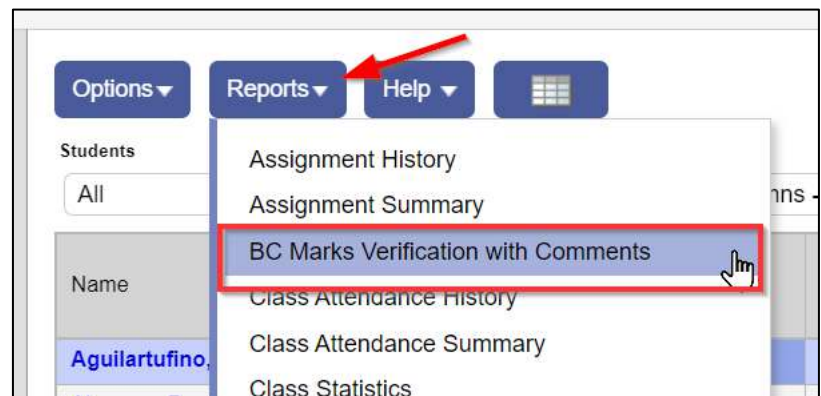 Options Reports Help
Students
All
Assignment History
Assignment Summary
BC Marks Verification with Comments
Name
Class Attendance History
Class Attendance Summary
Aguilartufino,
Class Statistics